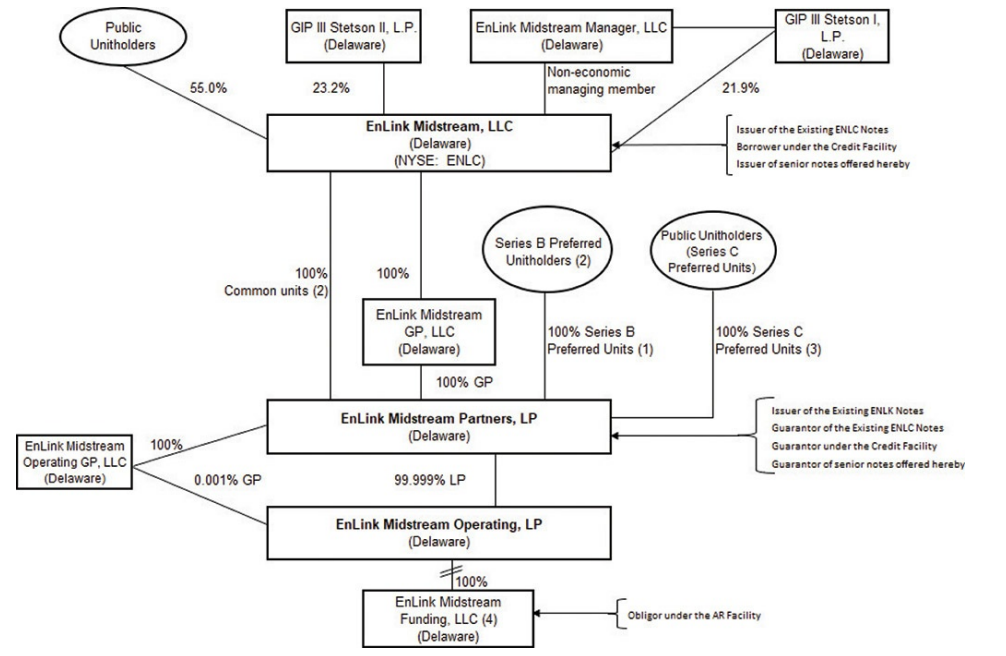 Public
Unitholders
GIP III Stetson II, L.P.
(Delaware)
EnLink Midstream Manager, LLC
(Delaware)
GIP III Stetson I,
L.P.
(Delaware)
55.0%
23.2%
Non-economic
managing member
21.9%
EnLink Midstream, LLC
(Delaware)
(NYSE: ENLC)
Issuer of the Existing ENLC Notes
Borrower under the Credit Facility
Issuer of senior notes offered hereby
Series B Preferred
Unitholders (2)
Public Unitholders
(Series C
Preferred Units)
100%
Common units (2)
100%
EnLink Midstream
GP, LLC
(Delaware)
100% Series B
Preferred Units (1)
100% Series C
Preferred Units (3)
100% GP
EnLink Midstream Partners, LP
(Delaware)
Issuer of the Existing ENLK Notes
Guarantor of the Existing ENLC Notes
Guarantor under the Credit Facility
Guarantor of senior notes offered hereby
EnLink Midstream
Operating GP, LLC
(Delaware)
100%
0.001% GP
99.999% LP
EnLink Midstream Operating, LP
(Delaware)
100%
EnLink Midstream
Funding, LLC (4)
(Delaware)
Obligor under the AR Facility